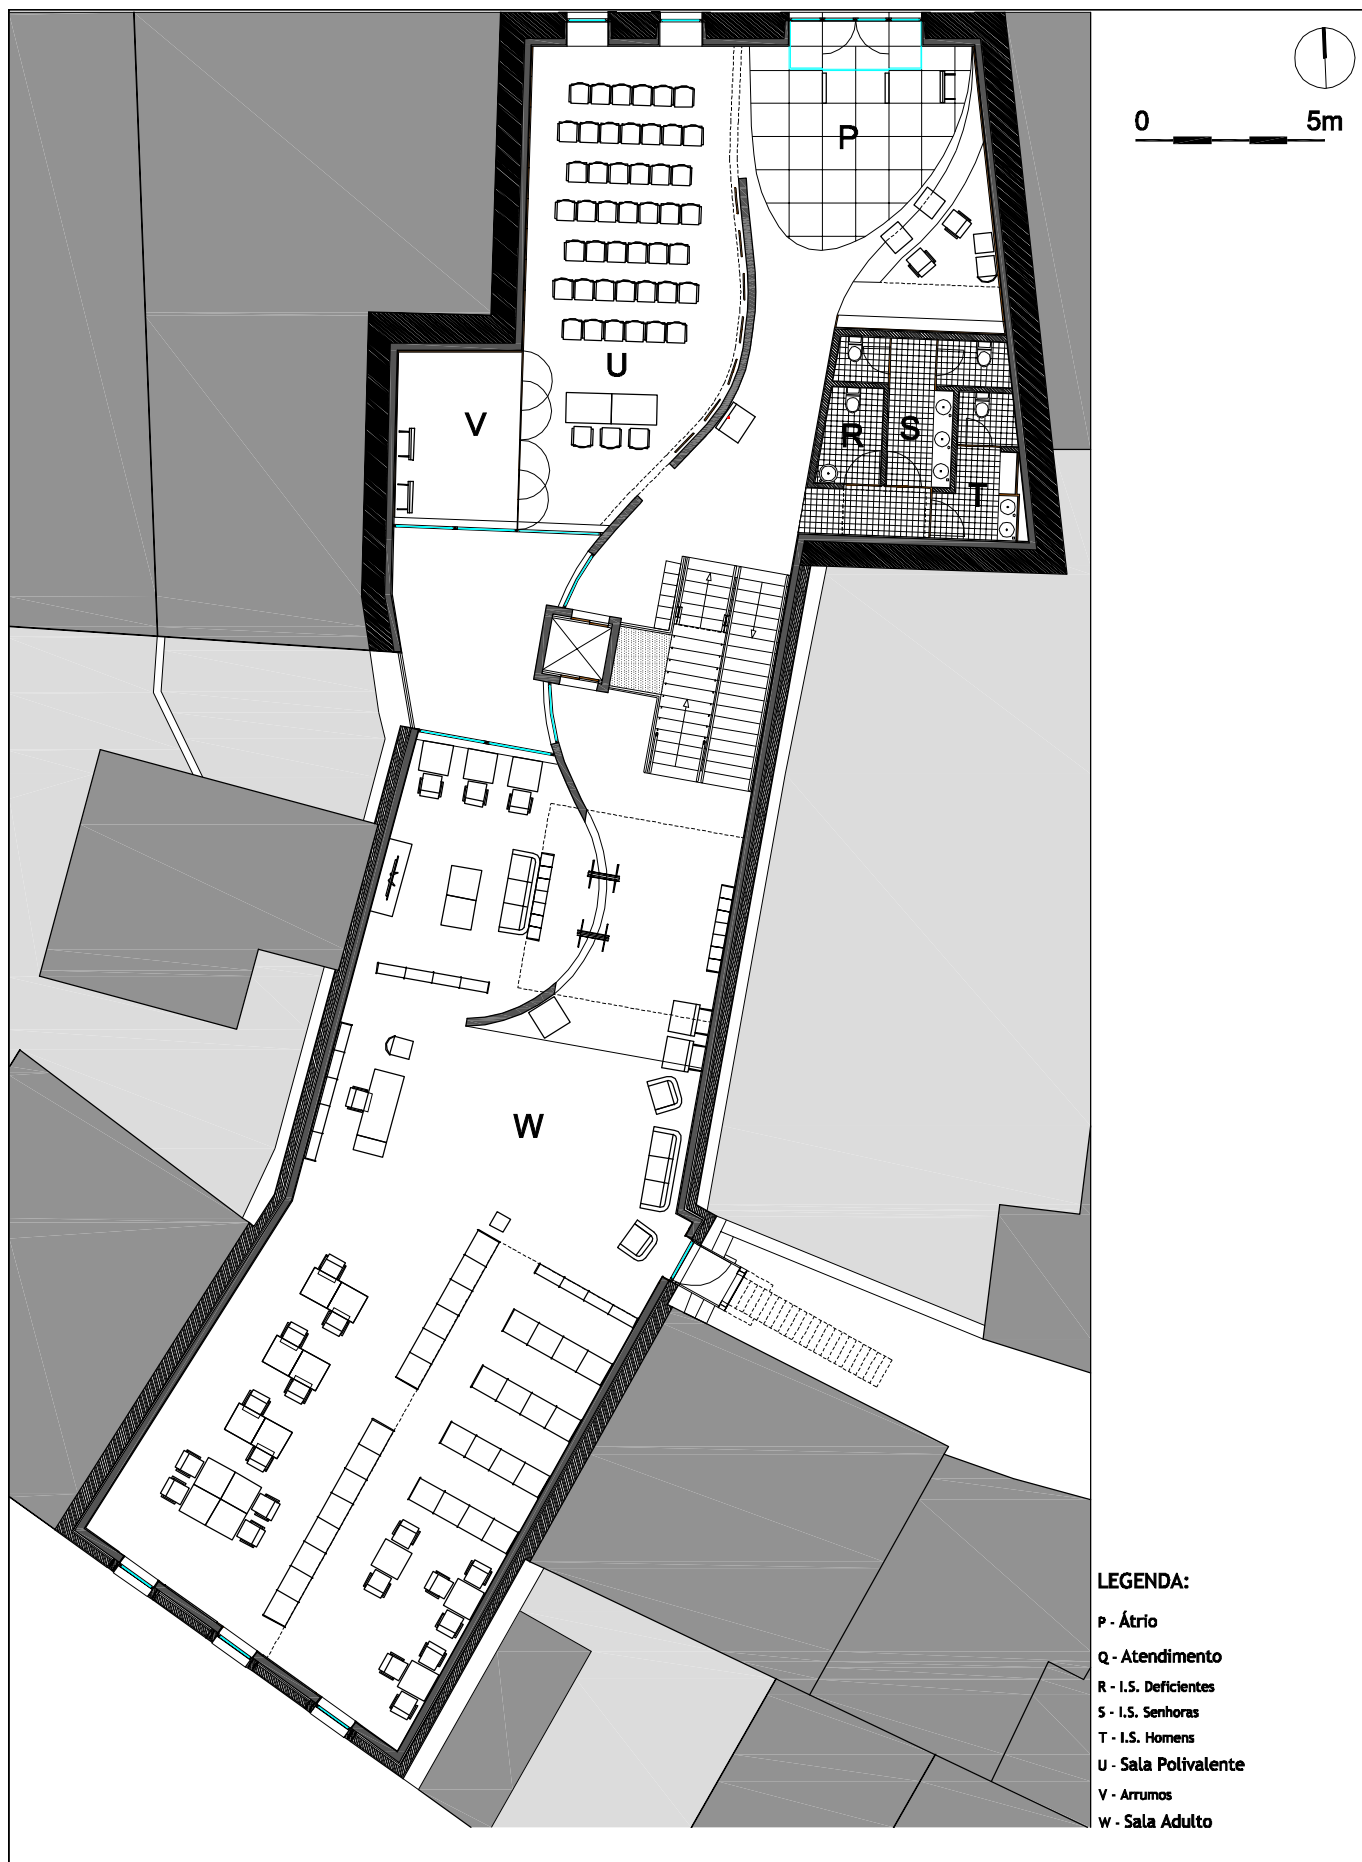 0 5m
P
U
V
R
S
T
W
LEGENDA:
P - Átrio
Q - Atendimento
R - I.S. Deficientes
S - I.S. Senhoras
T - I.S. Homens
U - Sala Polivalente
V - Arrumos
W - Sala Adulto